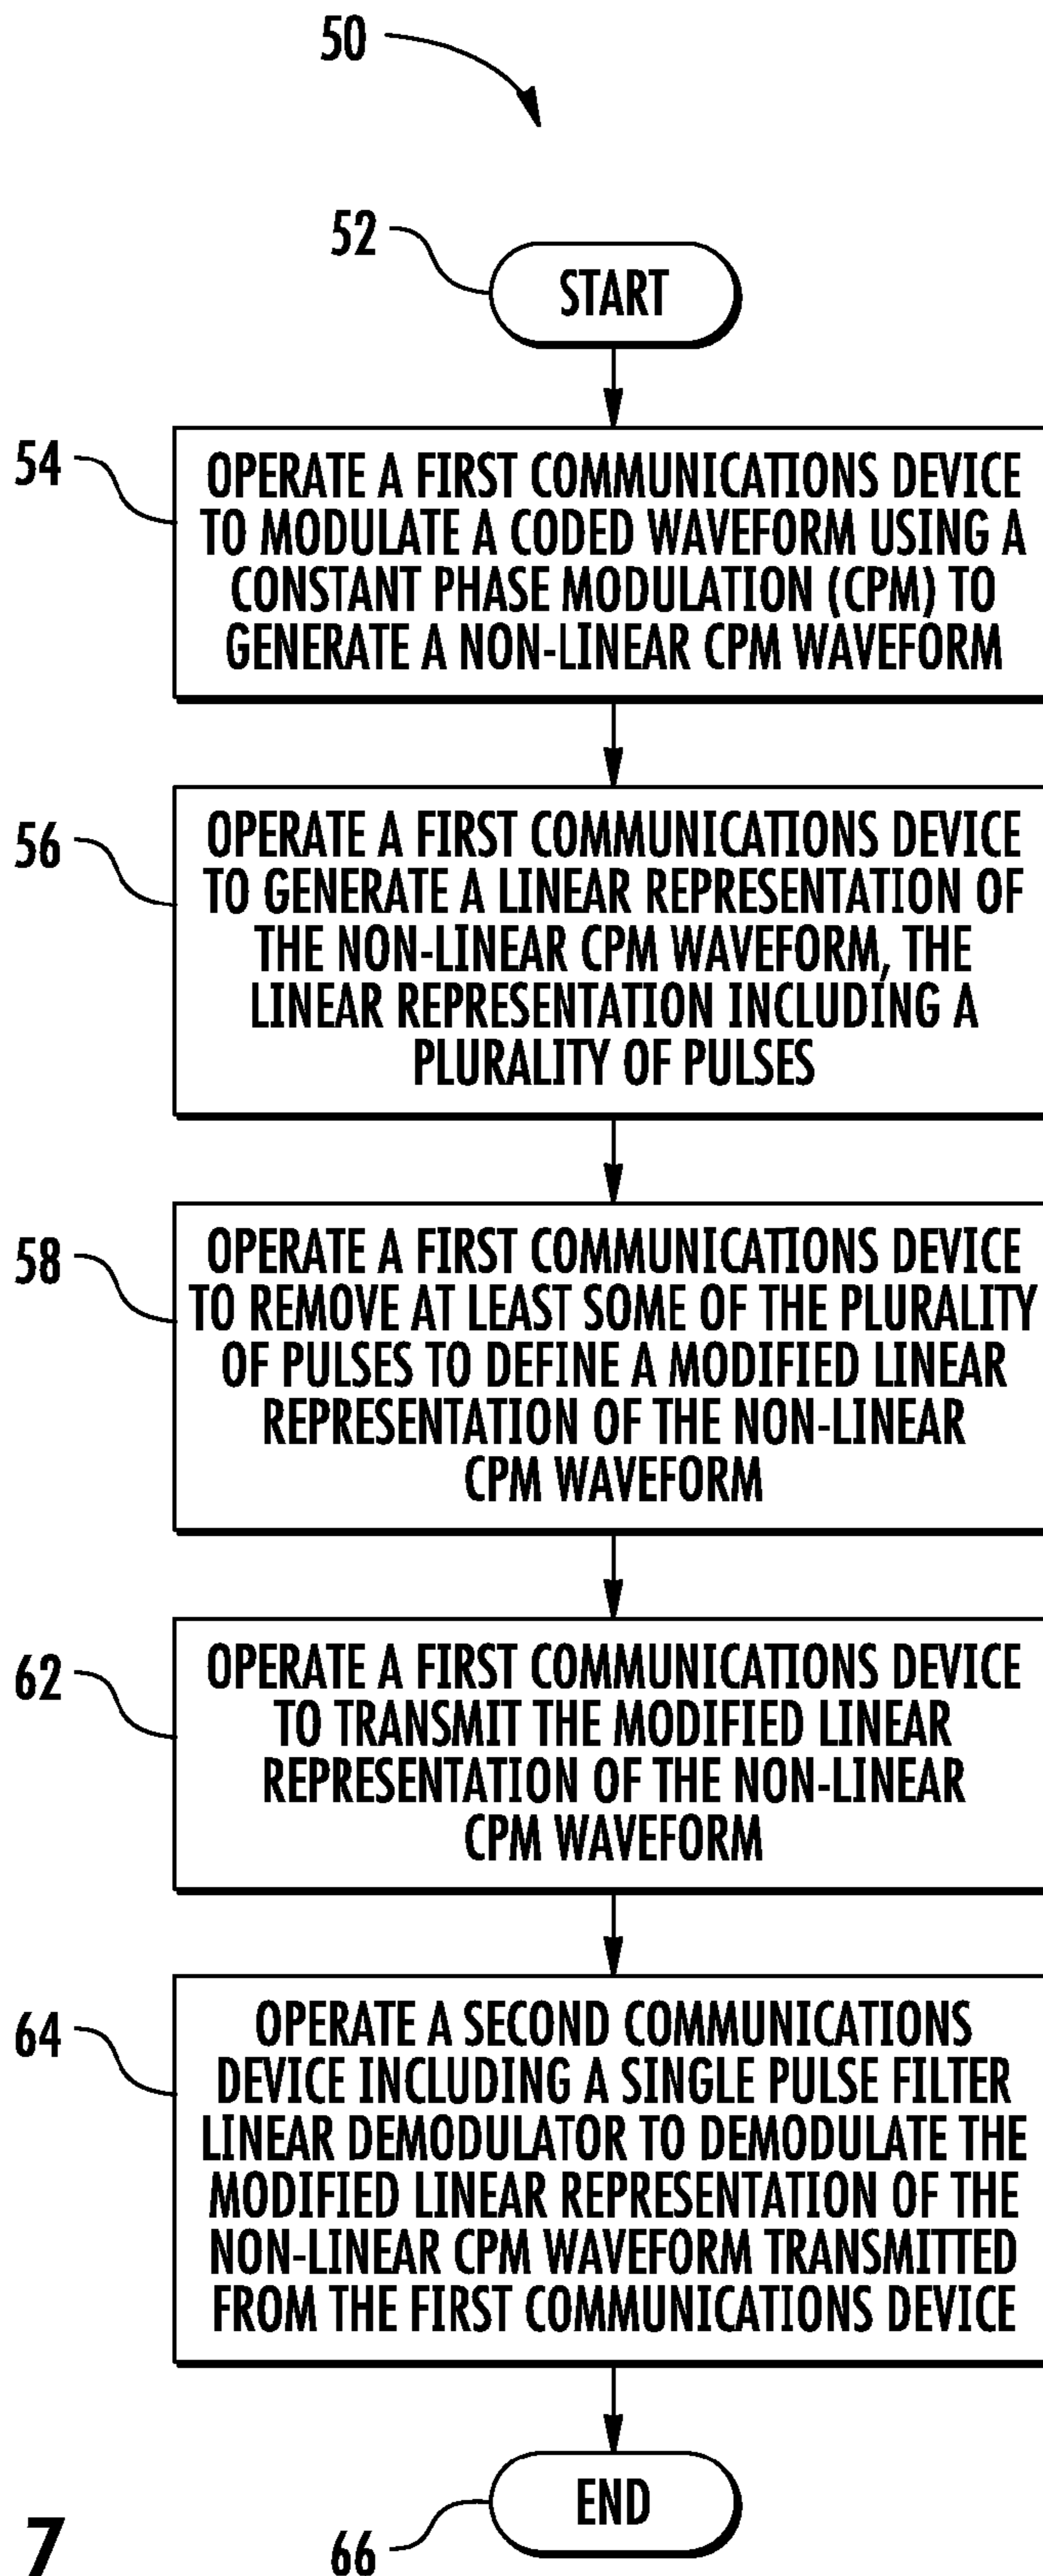 50
52
START
54
OPERATE A FIRST COMMUNICATIONS DEVICE
TO MODULATE A CODED WAVEFORM USING A
CONSTANT PHASE MODULATION (CPM) TO
GENERATE A NON-LINEAR CPM WAVEFORM
56
OPERATE A FIRST COMMUNICATIONS DEVICE
TO GENERATE A LINEAR REPRESENTATION OF
THE NON-LINEAR CPM WAVEFORM, THE
LINEAR REPRESENTATION INCLUDING A
PLURALITY OF PULSES
58
OPERATE A FIRST COMMUNICATIONS DEVICE
TO REMOVE AT LEAST SOME OF THE PLURALITY
OF PULSES TO DEFINE A MODIFIED LINEAR
REPRESENTATION OF THE NON-LINEAR
CPM WAVEFORM
62
OPERATE A FIRST COMMUNICATIONS DEVICE
TO TRANSMIT THE MODIFIED LINEAR
REPRESENTATION OF THE NON-LINEAR
CPM WAVEFORM
64
OPERATE A SECOND COMMUNICATIONS
DEVICE INCLUDING A SINGLE PULSE FILTER
LINEAR DEMODULATOR TO DEMODULATE THE
MODIFIED LINEAR REPRESENTATION OF THE
NON-LINEAR CPM WAVEFORM TRANSMITTED
FROM THE FIRST COMMUNICATIONS DEVICE
END
66
7